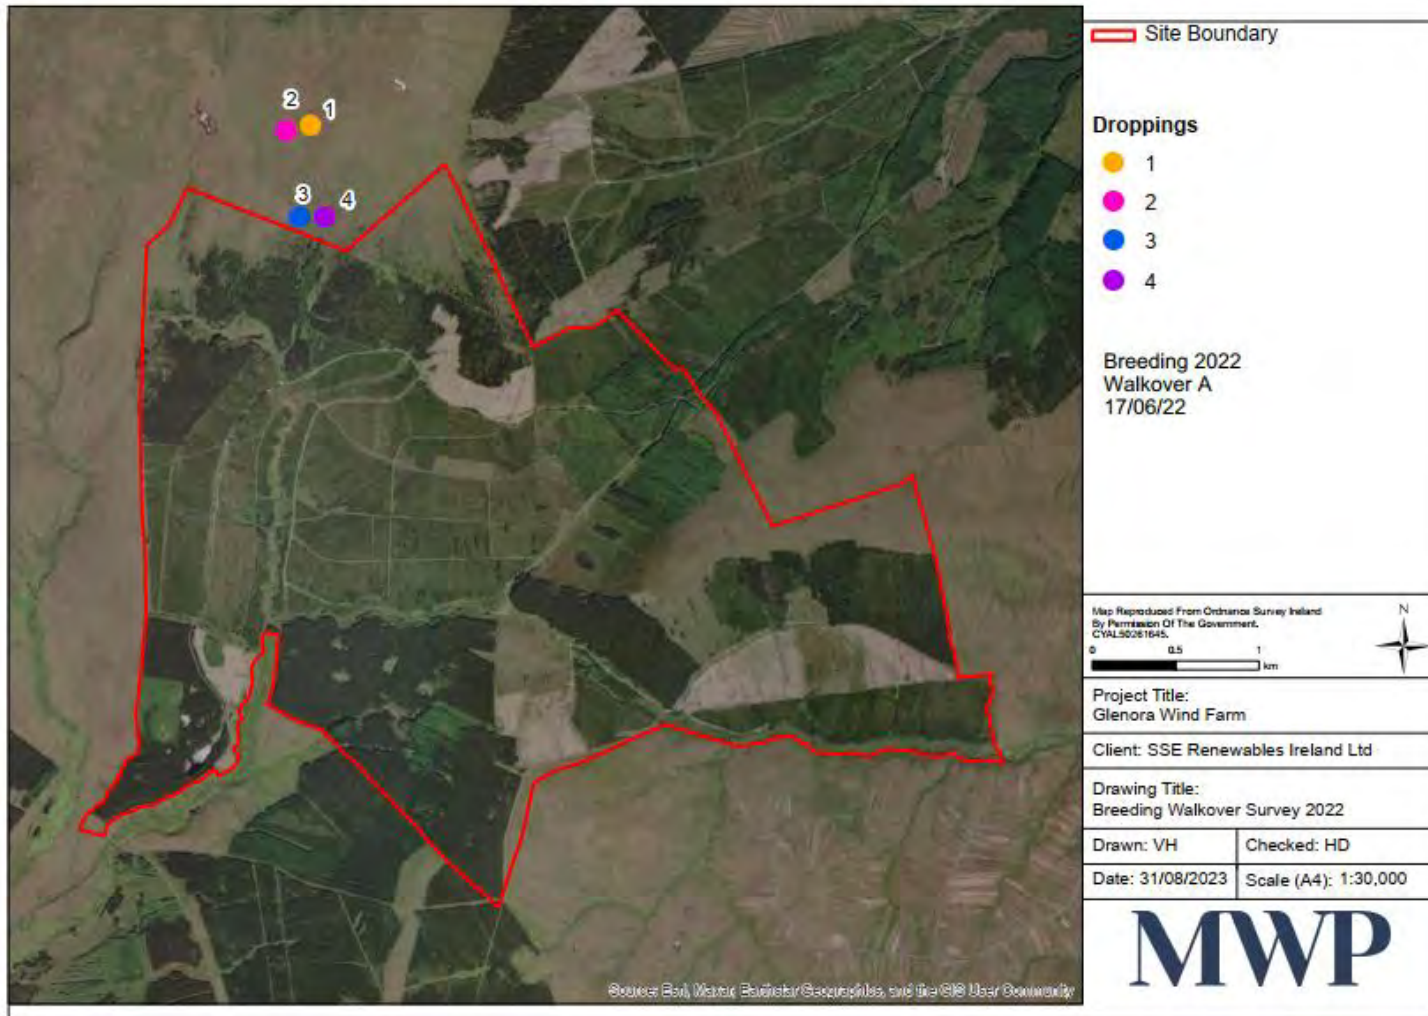 2
1
3
4
Site Boundary
Droppings
1
2
3
4
Breeding 2022
Walkover A
17/06/22
Map Reproduced From Ordnance Survey Ireland
By Permission Of The Government.
CYAL50261645.
N
0 0.5 1
km
Project Title:
Glenora Wind Farm
Client: SSE Renewables Ireland Ltd
Drawing Title:
Breeding Walkover Survey 2022
Drawn: VH
Checked: HD
Date: 31/08/2023
Scale (A4): 1:30,000
MWP
Source: Esri, Maxar, Earthstar Geographics, and the GIS User Community